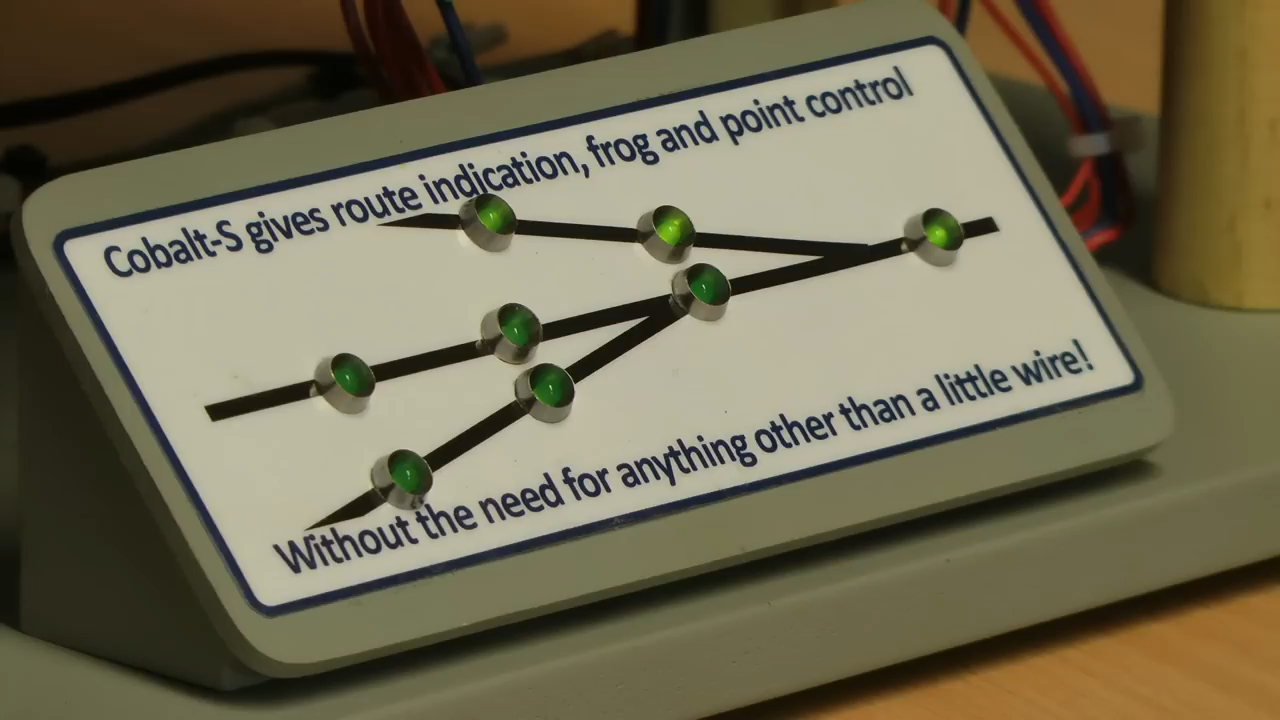 Cobalt-S gives route indication, frog and point control
Without the need for anything other than a little wire!